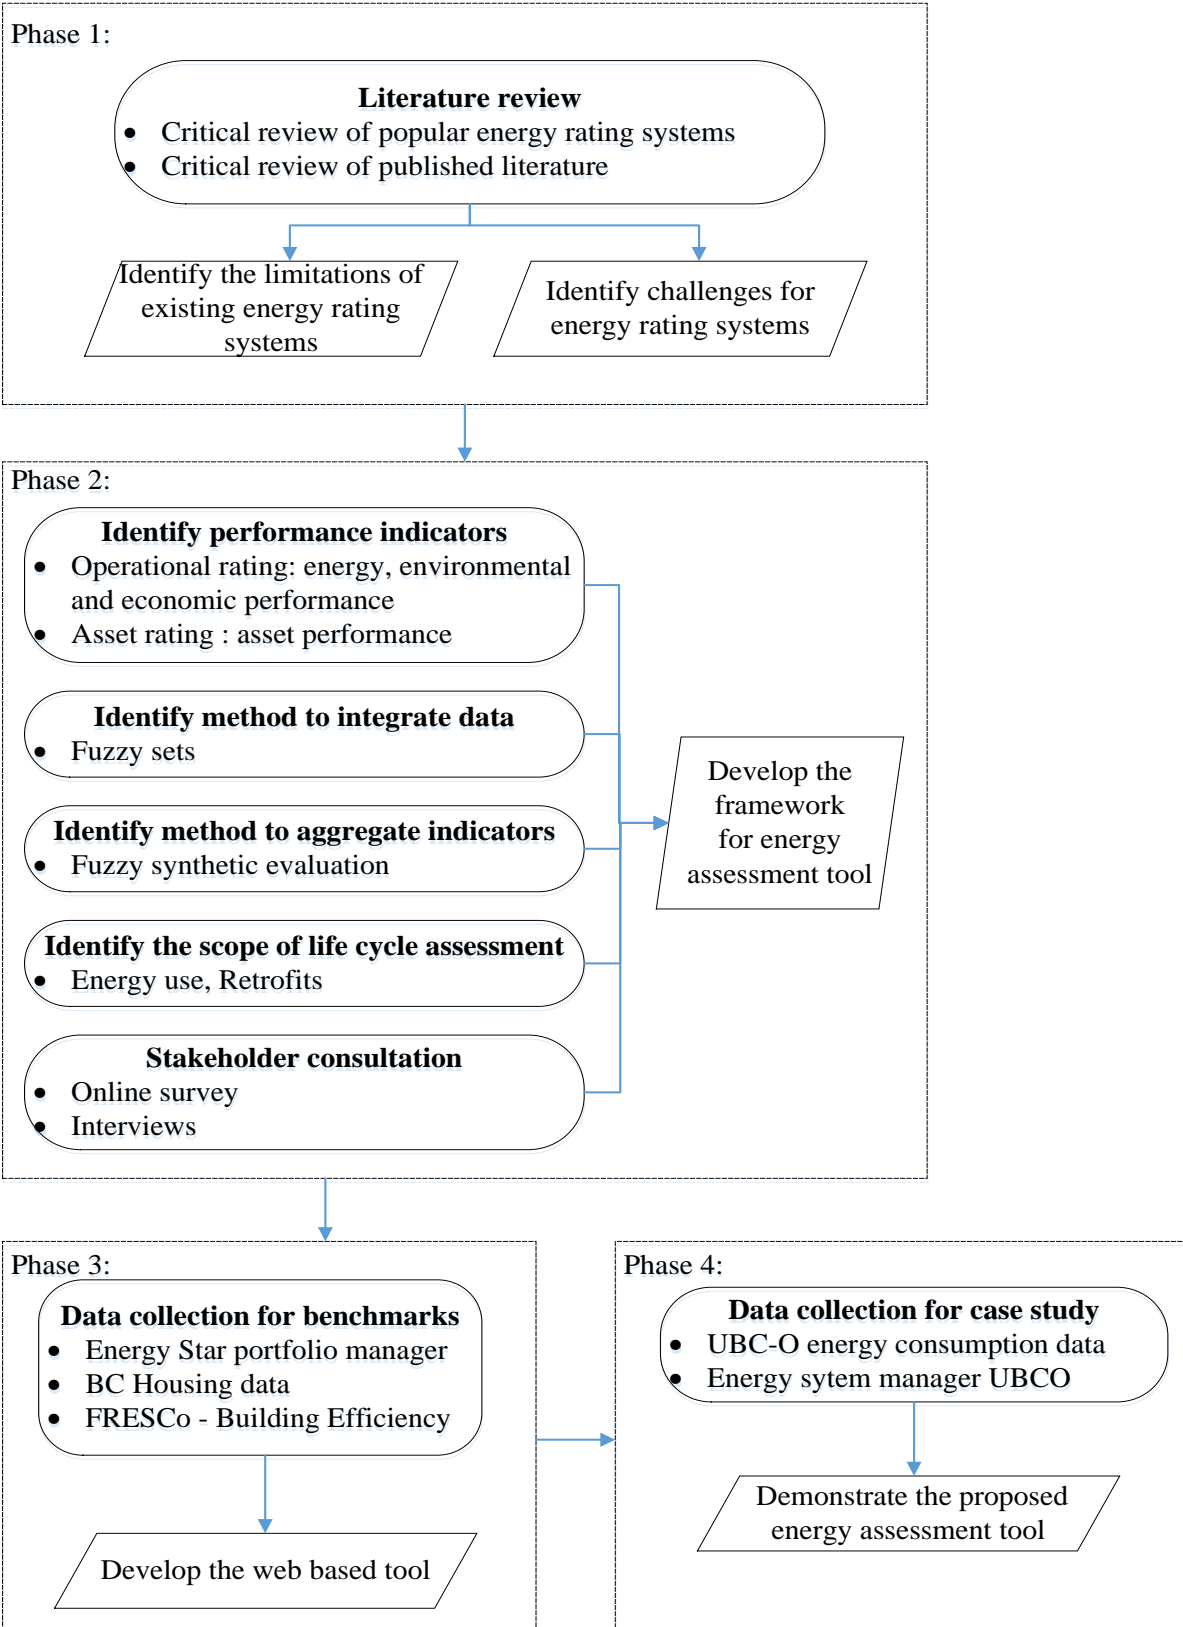 Phase 1:
Literature review
• Critical review of popular energy rating systems
• Critical review of published literature
Identify the limitations of
existing energy rating
systems
Identify challenges for
energy rating systems
Phase 2:
Identify performance indicators
• Operational rating: energy, environmental
and economic performance
• Asset rating : asset performance
Identify method to integrate data
• Fuzzy sets
Identify method to aggregate indicators
• Fuzzy synthetic evaluation
Identify the scope of life cycle assessment
• Energy use, Retrofits
Stakeholder consultation
• Online survey
• Interviews
Develop the
framework
for energy
assessment tool
Phase 3:
Data collection for benchmarks
• Energy Star portfolio manager
• BC Housing data
• FRESCo - Building Efficiency
Develop the web based tool
Phase 4:
Data collection for case study
• UBC-O energy consumption data
• Energy sytem manager UBCO
Demonstrate the proposed
energy assessment tool